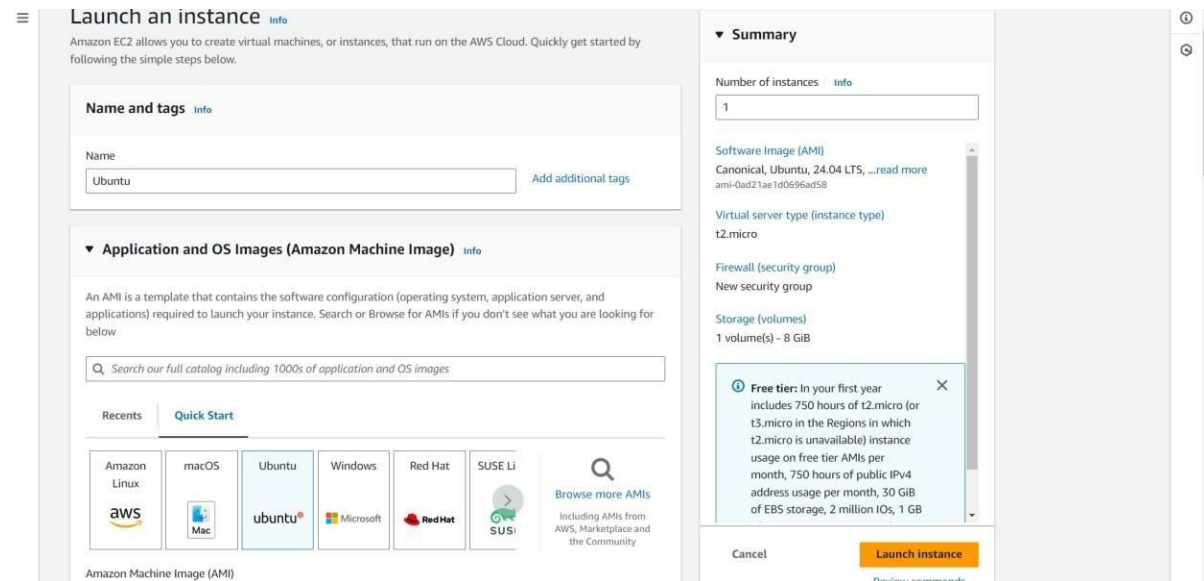 Launch an instance Info
Amazon EC2 allows you to create virtual machines, or instances, that run on the AWS Cloud. Quickly get started by
following the simple steps below.
Name and tags Info
Name
Ubuntu
Add additional tags
▼ Application and OS Images (Amazon Machine Image) Info
An AMI is a template that contains the software configuration (operating system, application server, and
applications) required to launch your instance. Search or Browse for AMIs if you don't see what you are looking for
below
Search our full catalog including 1000s of application and OS images
Recents
Quick Start
Amazon
Linux
aws
macOS
Mac
Ubuntu
ubuntu
Windows
Microsoft
Red Hat
Red Hat
SUSE Li
SUS
Browse more AMIs
Including AMIs from
AWS, Marketplace and
the Community
Amazon Machine Image (AMI)
▼ Summary
Number of instances Info
1
Software Image (AMI)
Canonical, Ubuntu, 24.04 LTS, ...read more
ami-0ad21ae1d0696ad58
Virtual server type (instance type)
t2.micro
Firewall (security group)
New security group
Storage (volumes)
1 volume(s) - 8 GiB
Free tier: In your first year
includes 750 hours of t2.micro (or
t3.micro in the Regions in which
t2.micro is unavailable) instance
usage on free tier AMIs per
month, 750 hours of public IPv4
address usage per month, 30 GiB
of EBS storage, 2 million IOs, 1 GB
Cancel
Launch instance
Review commands